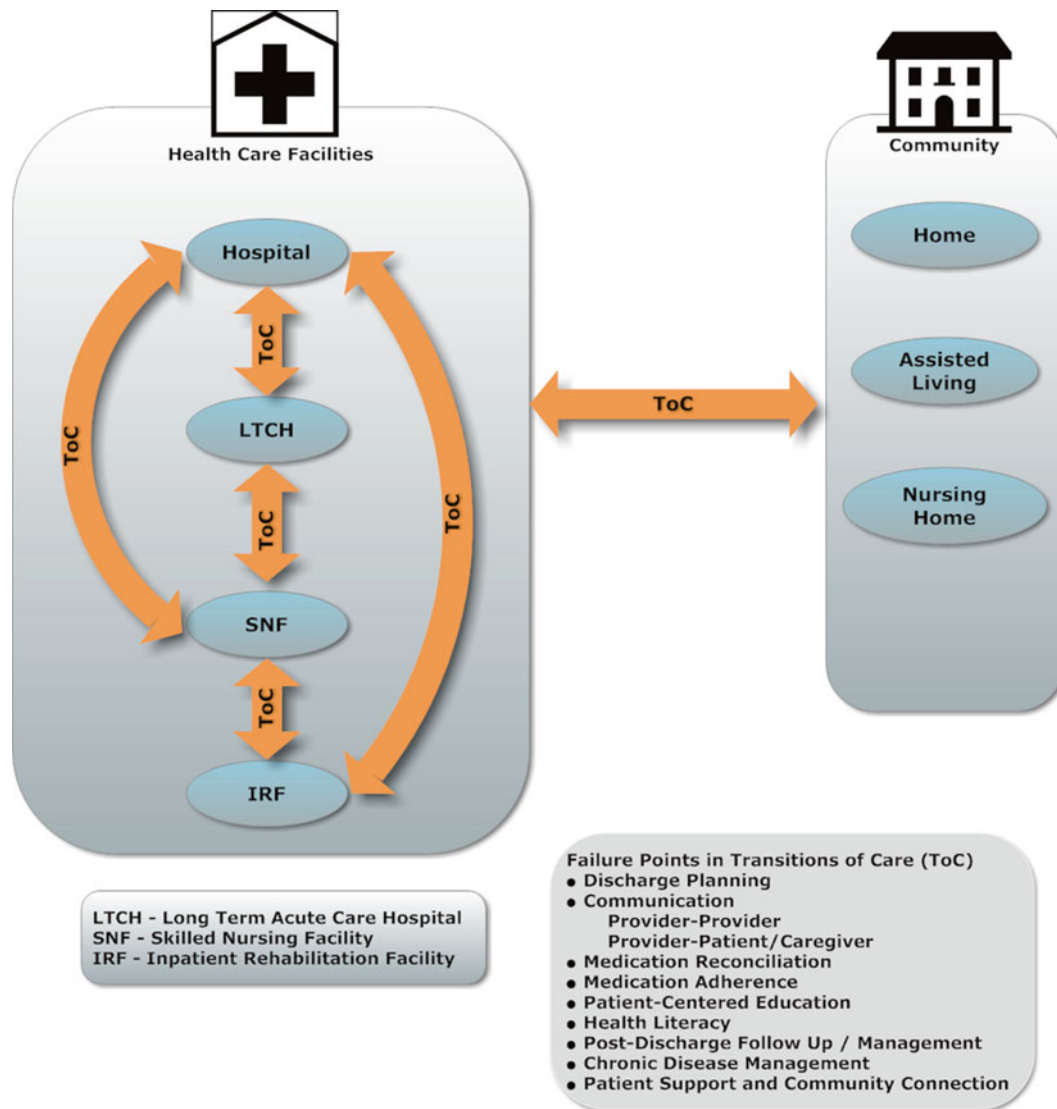 Health Care Facilities
Hospital
ToC
LTCH
ToC
ToC
ToC
SNF
ToC
IRF
ToC
Community
Home
Assisted
Living
Nursing
Home
LTCH - Long Term Acute Care Hospital
SNF - Skilled Nursing Facility
IRF - Inpatient Rehabilitation Facility
Failure Points in Transitions of Care (ToC)
● Discharge Planning
● Communication
Provider-Provider
Provider-Patient/Caregiver
● Medication Reconciliation
● Medication Adherence
● Patient-Centered Education
● Health Literacy
● Post-Discharge Follow Up / Management
● Chronic Disease Management
● Patient Support and Community Connection